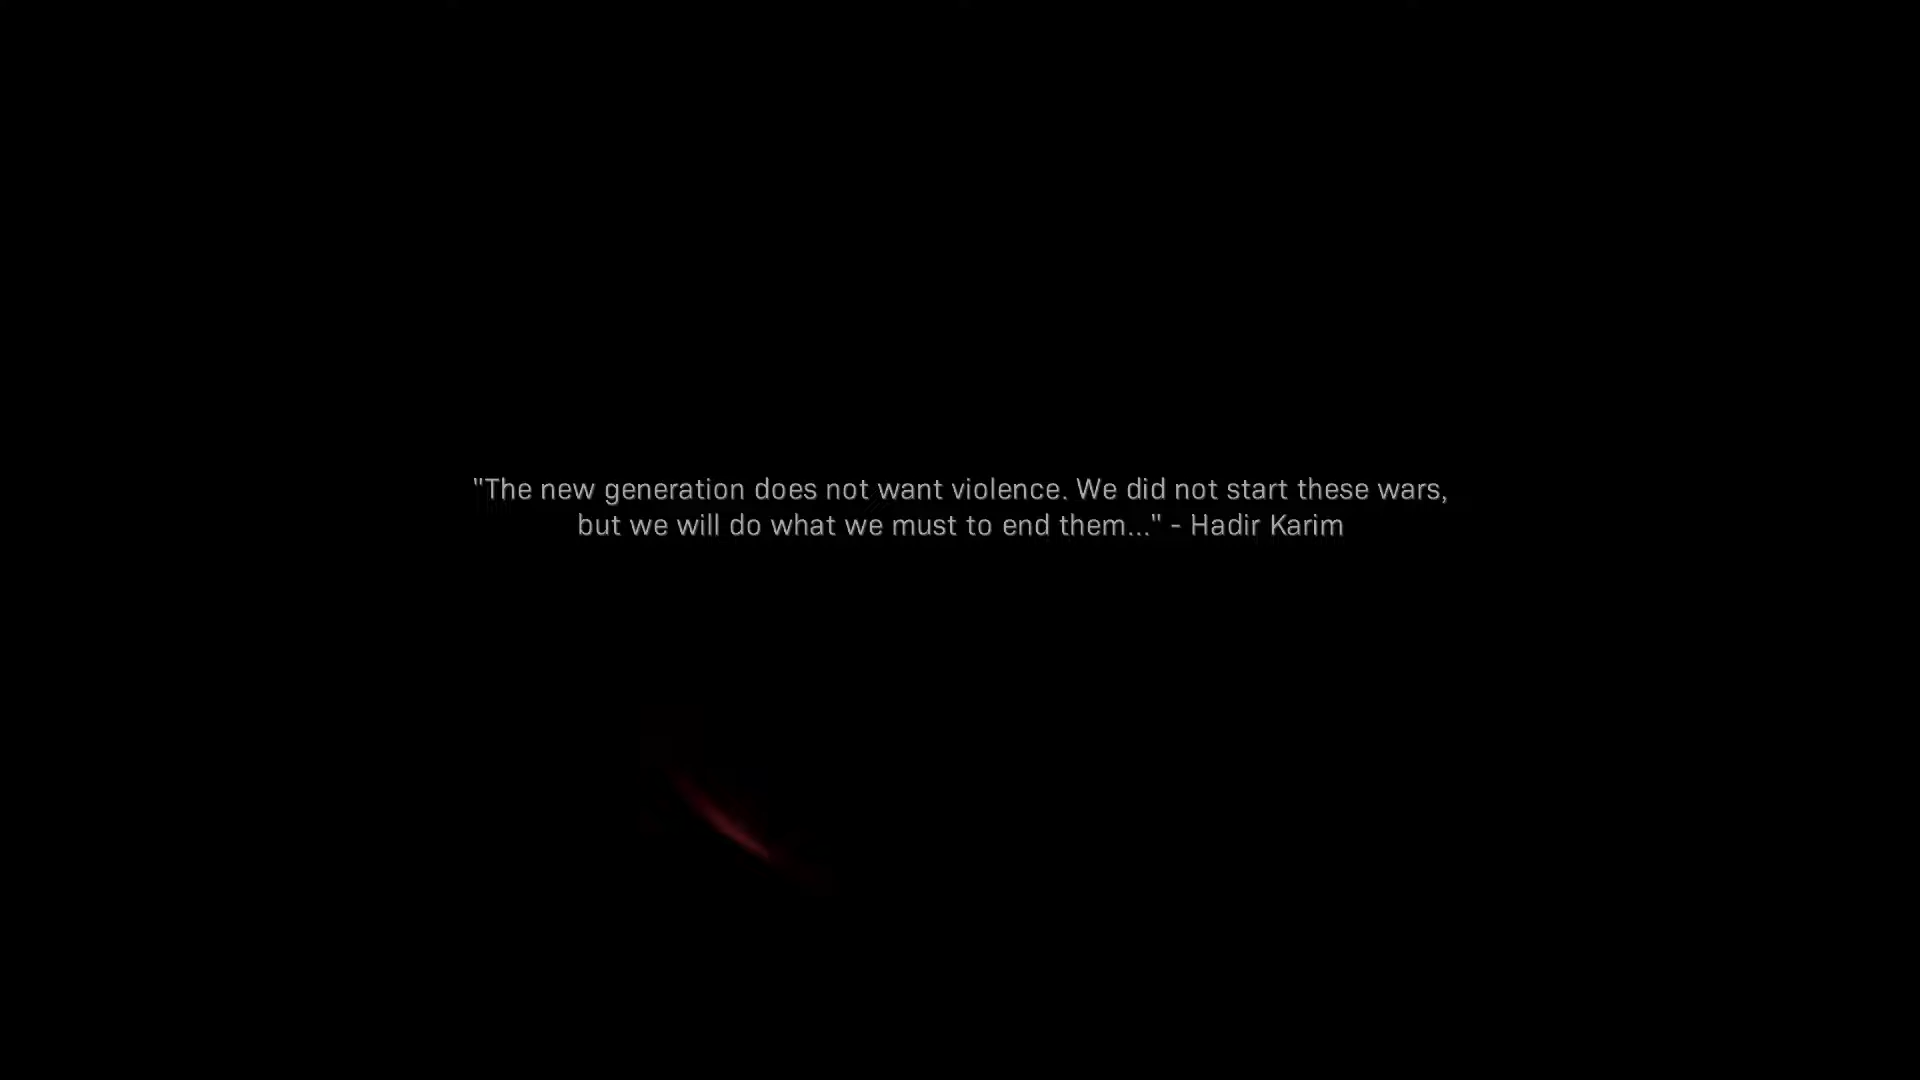 "The new generation does not want violence. We did not start these wars,
but we will do what we must to end them..." - Hadir Karim